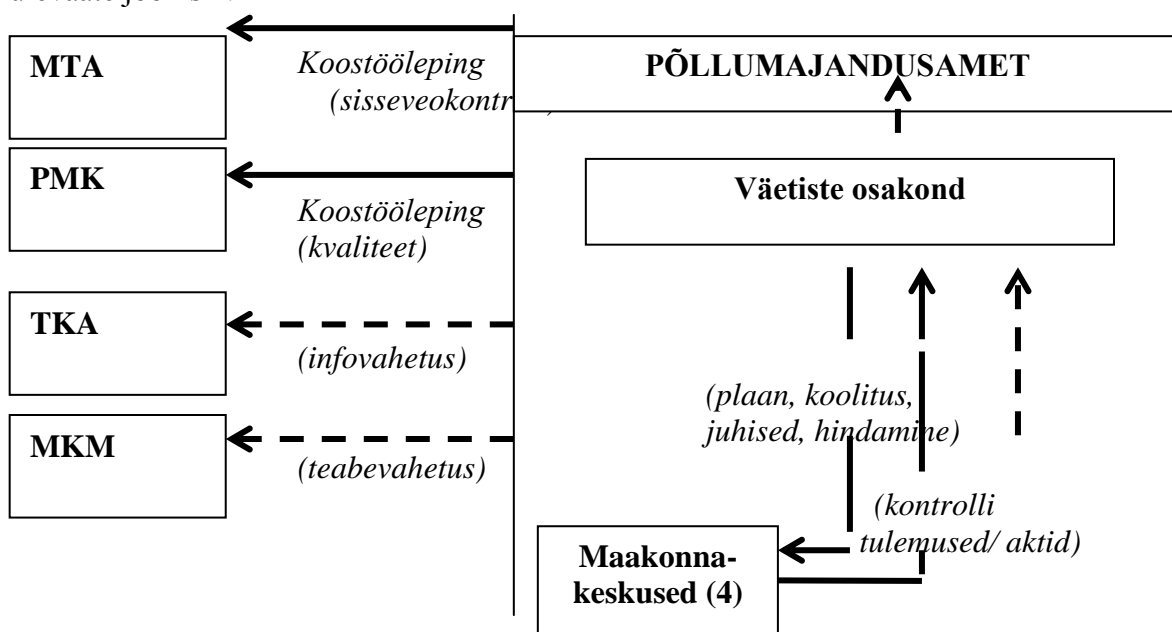 MTA
Koostööleping
(sisseveokontr
PÕLLUMAJANDUSAMET
PMK
Koostööleping
(kvaliteet)
Väetiste osakond
TKA
(infovahetus)
MKM
(teabevahetus)
(plaan, koolitus,
juhised, hindamine)
(kontrolli
tulemused/ aktid)
Maakonna-
keskused (4)